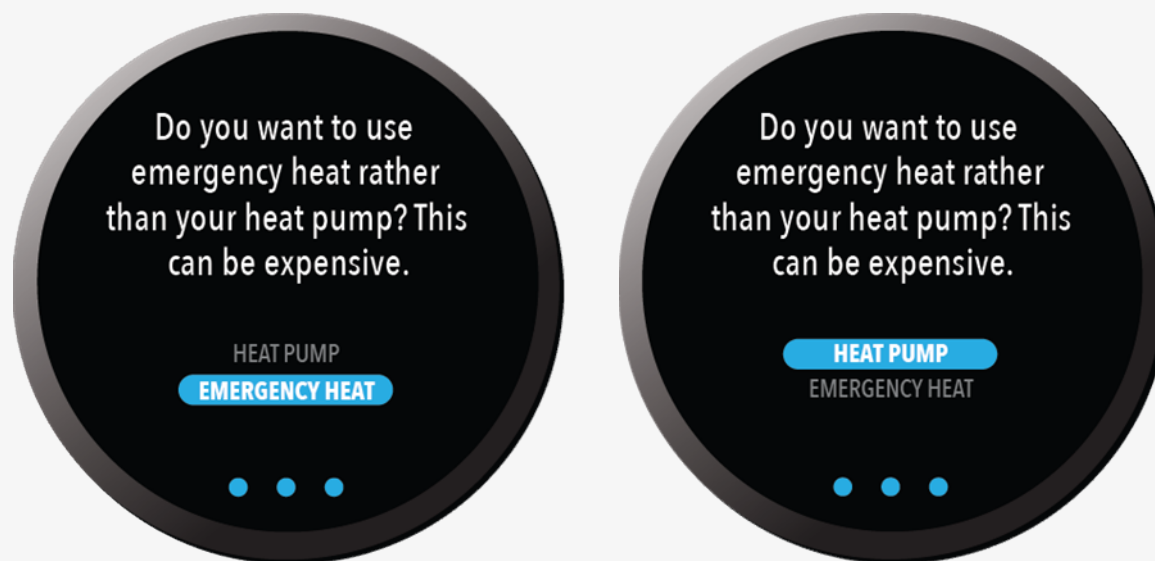 Do you want to use
emergency heat rather
than your heat pump? This
can be expensive.
HEAT PUMP
EMERGENCY HEAT
Do you want to use
emergency heat rather
than your heat pump? This
can be expensive.
HEAT PUMP
EMERGENCY HEAT